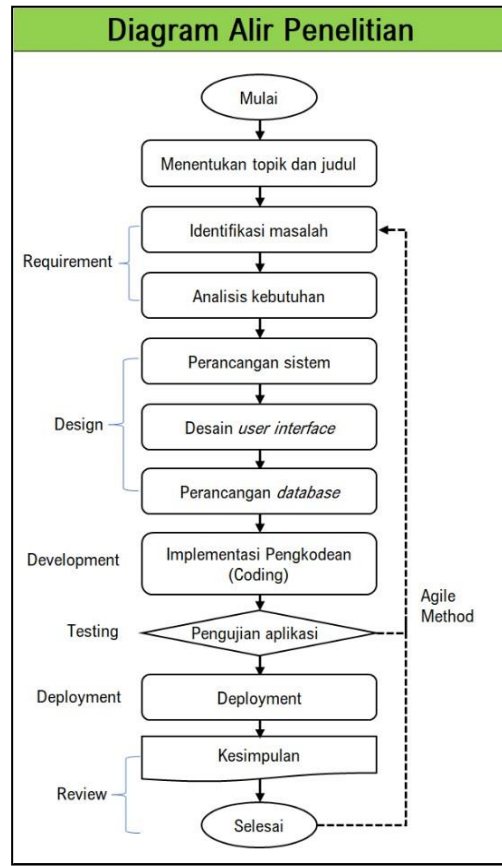 Diagram Alir Penelitian
Mulai
Menentukan topik dan judul
Identifikasi masalah
Requirement
Analisis kebutuhan
Perancangan sistem
Design
Desain user interface
Perancangan database
Development
Implementasi Pengkodean
(Coding)
Agile
Method
Testing
Pengujian aplikasi
Deployment
Deployment
Kesimpulan
Review
Selesai